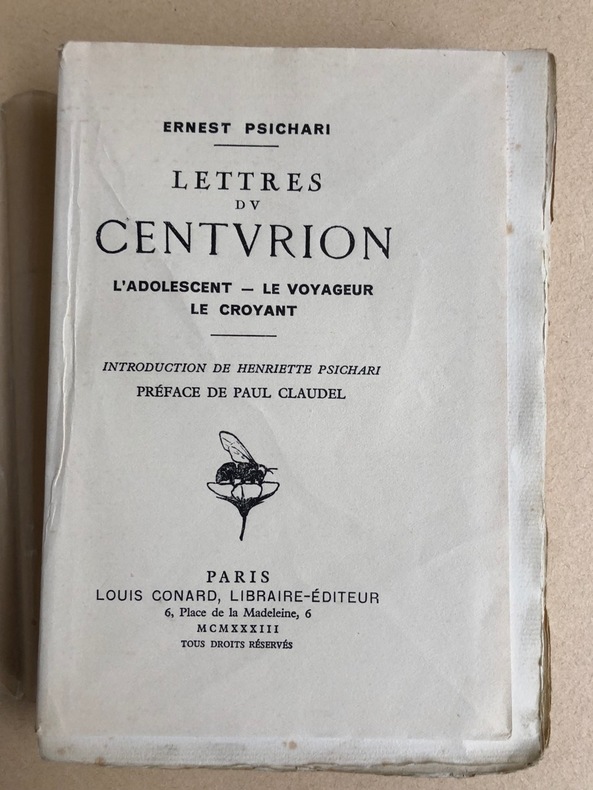 ERNEST PSICHARI
LETTRES
DV
CENTVRION
L'ADOLESCENT — LE VOYAGEUR
LE CROYANT
INTRODUCTION DE HENRIETTE PSICHARI
PRÉFACE DE PAUL CLAUDEL
PARIS
LOUIS CONARD, LIBRAIRE-ÉDITEUR
6, Place de la Madeleine, 6
MCMXXXIII
TOUS DROITS RÉSERVÉS